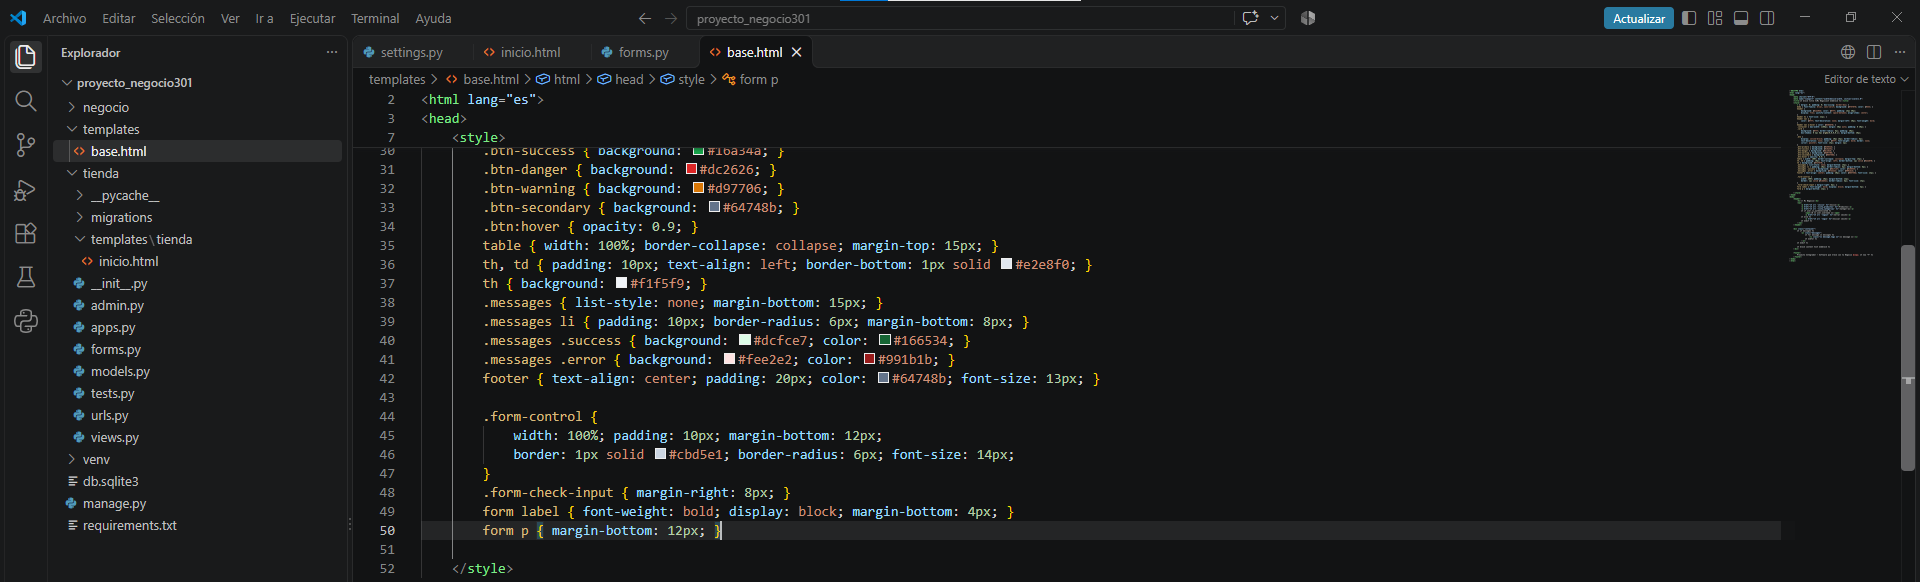 Archivo Editar Selección Ver Ir a Ejecutar Terminal Ayuda
proyecto_negocio301
Actualizar
Explorador
settings.py inicio.html forms.py base.html
templates > base.html > html > head > style > form p
Editor de texto
proyecto_negocio301
negocio
templates
base.html
tienda
__pycache__
migrations
templates\tienda
inicio.html
__init__.py
admin.py
apps.py
forms.py
models.py
tests.py
urls.py
views.py
venv
db.sqlite3
manage.py
requirements.txt
2 <html lang="es">
3 <head>
7 <style>
30 .btn-success { background: #16a34a; }
31 .btn-danger { background: #dc2626; }
32 .btn-warning { background: #d97706; }
33 .btn-secondary { background: #64748b; }
34 .btn:hover { opacity: 0.9; }
35 table { width: 100%; border-collapse: collapse; margin-top: 15px; }
36 th, td { padding: 10px; text-align: left; border-bottom: 1px solid #e2e8f0; }
37 th { background: #f1f5f9; }
38 .messages { list-style: none; margin-bottom: 15px; }
39 .messages li { padding: 10px; border-radius: 6px; margin-bottom: 8px; }
40 .messages .success { background: #dcfce7; color: #166534; }
41 .messages .error { background: #fee2e2; color: #991b1b; }
42 footer { text-align: center; padding: 20px; color: #64748b; font-size: 13px; }
43
44 .form-control {
45 width: 100%; padding: 10px; margin-bottom: 12px;
46 border: 1px solid #cbd5e1; border-radius: 6px; font-size: 14px;
47 }
48 .form-check-input { margin-right: 8px; }
49 form label { font-weight: bold; display: block; margin-bottom: 4px; }
50 form p { margin-bottom: 12px; }
51
52 </style>